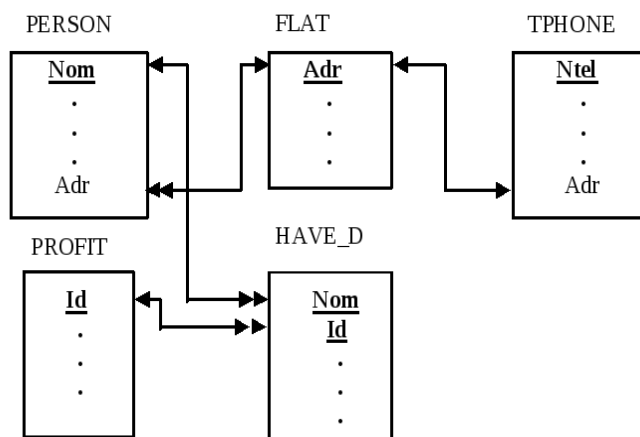 PERSON
Nom
.
.
.
Adr
FLAT
Adr
.
.
.
TPHONE
Ntel
.
.
.
Adr
PROFIT
Id
.
.
.
HAVE_D
Nom
Id
.
.
.